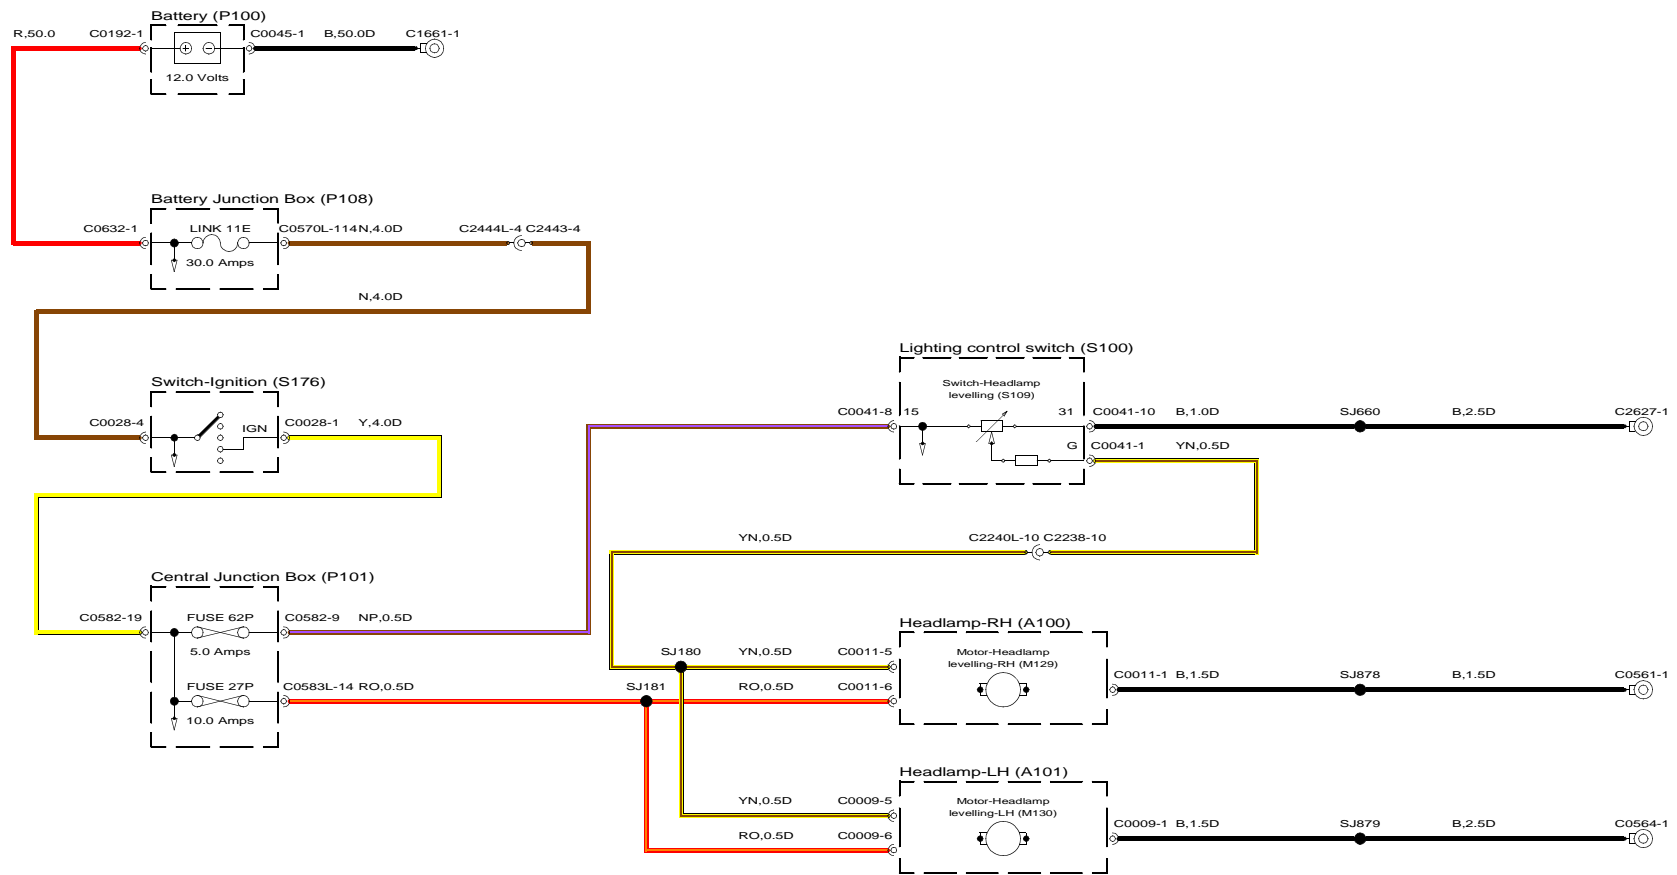 Battery (P100)
R,50.0 C0192-1 C0045-1 B,50.0D C1661-1
12.0 Volts
Battery Junction Box (P108)
C0632-1 LINK 11E C0570L-114N,4.0D C2444L-4 C2443-4
30.0 Amps
N,4.0D
Lighting control switch (S100)
Switch-Ignition (S176)
Switch-Headlamp
levelling (S109)
C0041-8 15 31 C0041-10 B,1.0D SJ660 B,2.5D C2627-1
C0028-4 IGN C0028-1 Y,4.0D
G C0041-1 YN,0.5D
YN,0.5D C2240L-10 C2238-10
Central Junction Box (P101)
C0582-19 FUSE 62P C0582-9 NP,0.5D
5.0 Amps
Headlamp-RH (A100)
SJ180 YN,0.5D C0011-5 Motor-Headlamp
levelling-RH (M129)
C0011-1 B,1.5D SJ878 B,1.5D C0561-1
FUSE 27P C0583L-14 RO,0.5D SJ181 RO,0.5D C0011-6
10.0 Amps
Headlamp-LH (A101)
YN,0.5D C0009-5 Motor-Headlamp
levelling-LH (M130)
C0009-1 B,1.5D SJ879 B,2.5D C0564-1
RO,0.5D C0009-6